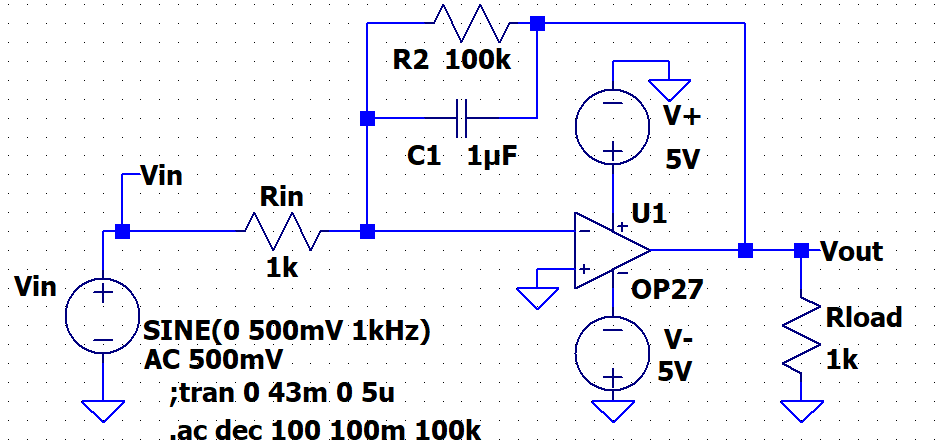 R2 100k
V+
C1 1µF
5V
Vin
Rin
U1
1k
Vout
Vin
OP27
Rload
SINE(0 500mV 1kHz)
V-
AC 500mV
5V
1k
;tran 0 43m 0 5u
.ac dec 100 100m 100k